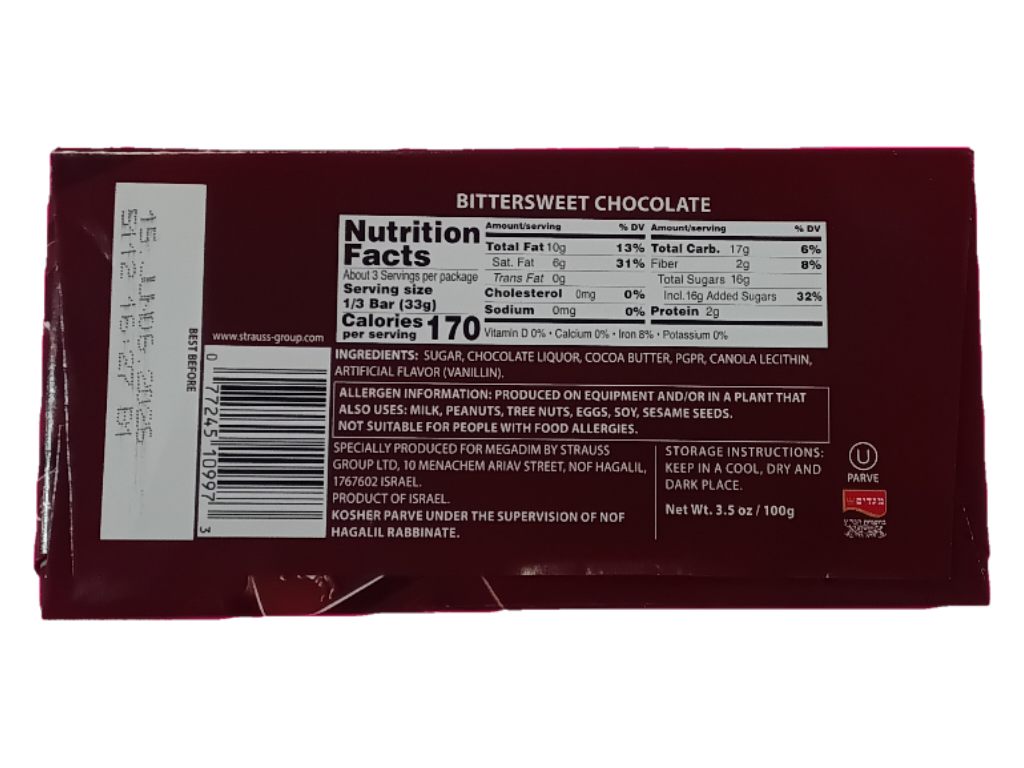 BITTERSWEET CHOCOLATE
Nutrition
Facts
About 3 Servings per package
Serving size
1/3 Bar (33g)
Calories 170
per serving
Amount/serving % DV
Total Fat 10g 13%
Sat. Fat 6g 31%
Trans Fat 0g
Cholesterol 0mg 0%
Sodium 0mg 0%
Amount/serving % DV
Total Carb. 17g 6%
Fiber 2g 8%
Total Sugars 16g
Incl.16g Added Sugars 32%
Protein 2g
Vitamin D 0% • Calcium 0% • Iron 8% • Potassium 0%
INGREDIENTS: SUGAR, CHOCOLATE LIQUOR, COCOA BUTTER, PGPR, CANOLA LECITHIN,
ARTIFICIAL FLAVOR (VANILLIN).
ALLERGEN INFORMATION: PRODUCED ON EQUIPMENT AND/OR IN A PLANT THAT
ALSO USES: MILK, PEANUTS, TREE NUTS, EGGS, SOY, SESAME SEEDS.
NOT SUITABLE FOR PEOPLE WITH FOOD ALLERGIES.
SPECIALLY PRODUCED FOR MEGADIM BY STRAUSS
GROUP LTD, 10 MENACHEM ARIAV STREET, NOF HAGALIL,
1767602 ISRAEL.
PRODUCT OF ISRAEL.
KOSHER PARVE UNDER THE SUPERVISION OF NOF
HAGALIL RABBINATE.
STORAGE INSTRUCTIONS:
KEEP IN A COOL, DRY AND
DARK PLACE.
Net Wt. 3.5 oz / 100g
U
PARVE
מגדים
www.strauss-group.com
0 77245 10997 3
BEST BEFORE